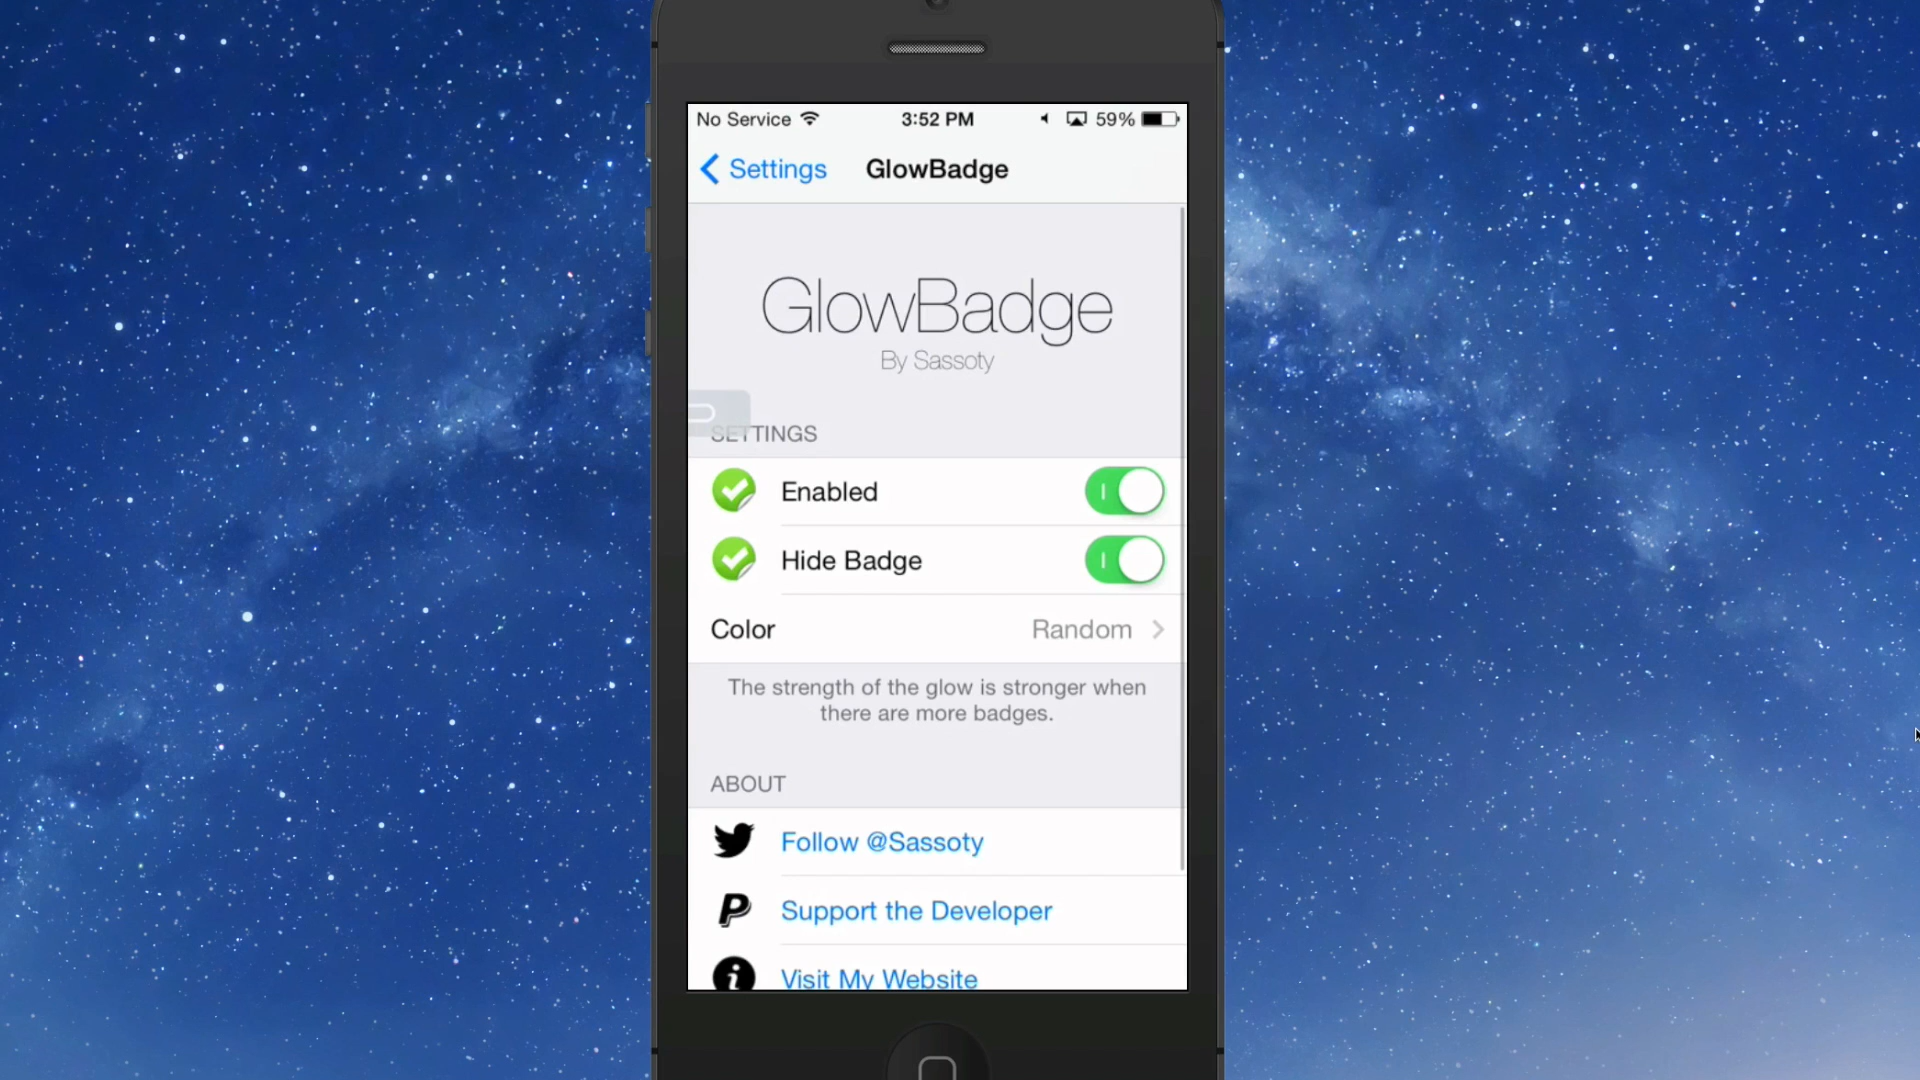 No Service 3:52 PM 59%
Settings GlowBadge
GlowBadge
By Sassoty
SETTINGS
Enabled
Hide Badge
Color Random
The strength of the glow is stronger when
there are more badges.
ABOUT
Follow @Sassoty
Support the Developer
Visit My Website